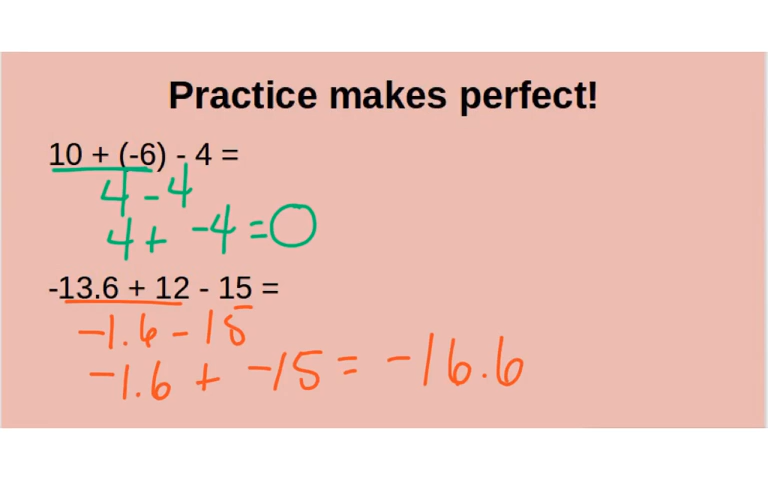 Practice makes perfect!
10 + (-6) - 4 =
4 - 4
4 + -4 = 0
-13.6 + 12 - 15 =
-1.6 - 15
-1.6 + -15 = -16.6